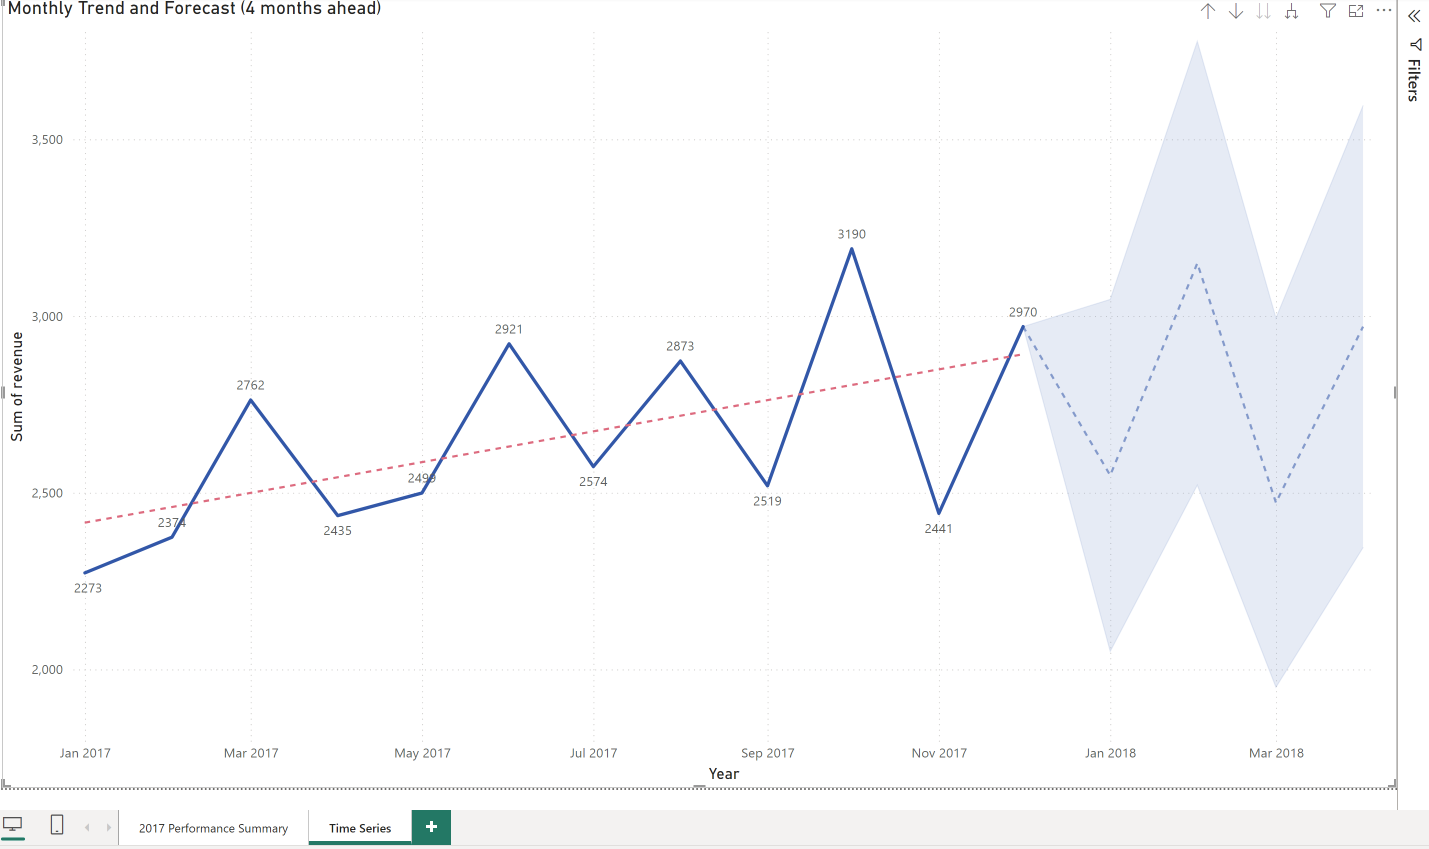 Monthly Trend and Forecast (4 months ahead)
Filters
3,500
3,000
2,500
2,000
Sum of revenue
2273
2374
2762
2435
2499
2921
2574
2873
2519
3190
2441
2970
Jan 2017 Mar 2017 May 2017 Jul 2017 Sep 2017 Nov 2017 Jan 2018 Mar 2018
Year
2017 Performance Summary Time Series +